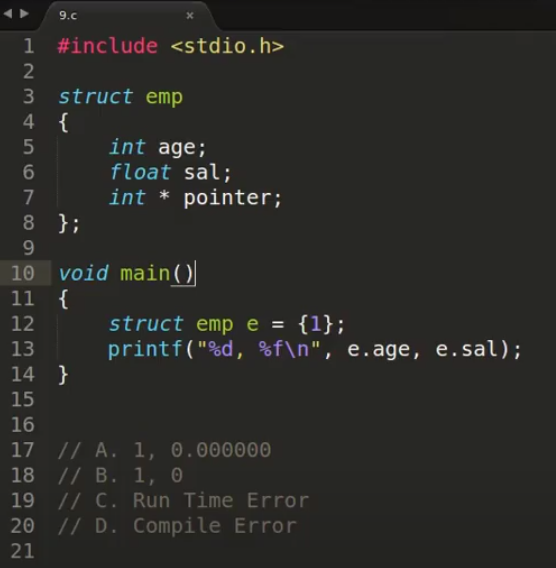 9.c ×
1 #include <stdio.h>
2
3 struct emp
4 {
5     int age;
6     float sal;
7     int * pointer;
8 };
9
10 void main()
11 {
12     struct emp e = {1};
13     printf("%d, %f\n", e.age, e.sal);
14 }
15
16
17 // A. 1, 0.000000
18 // B. 1, 0
19 // C. Run Time Error
20 // D. Compile Error
21